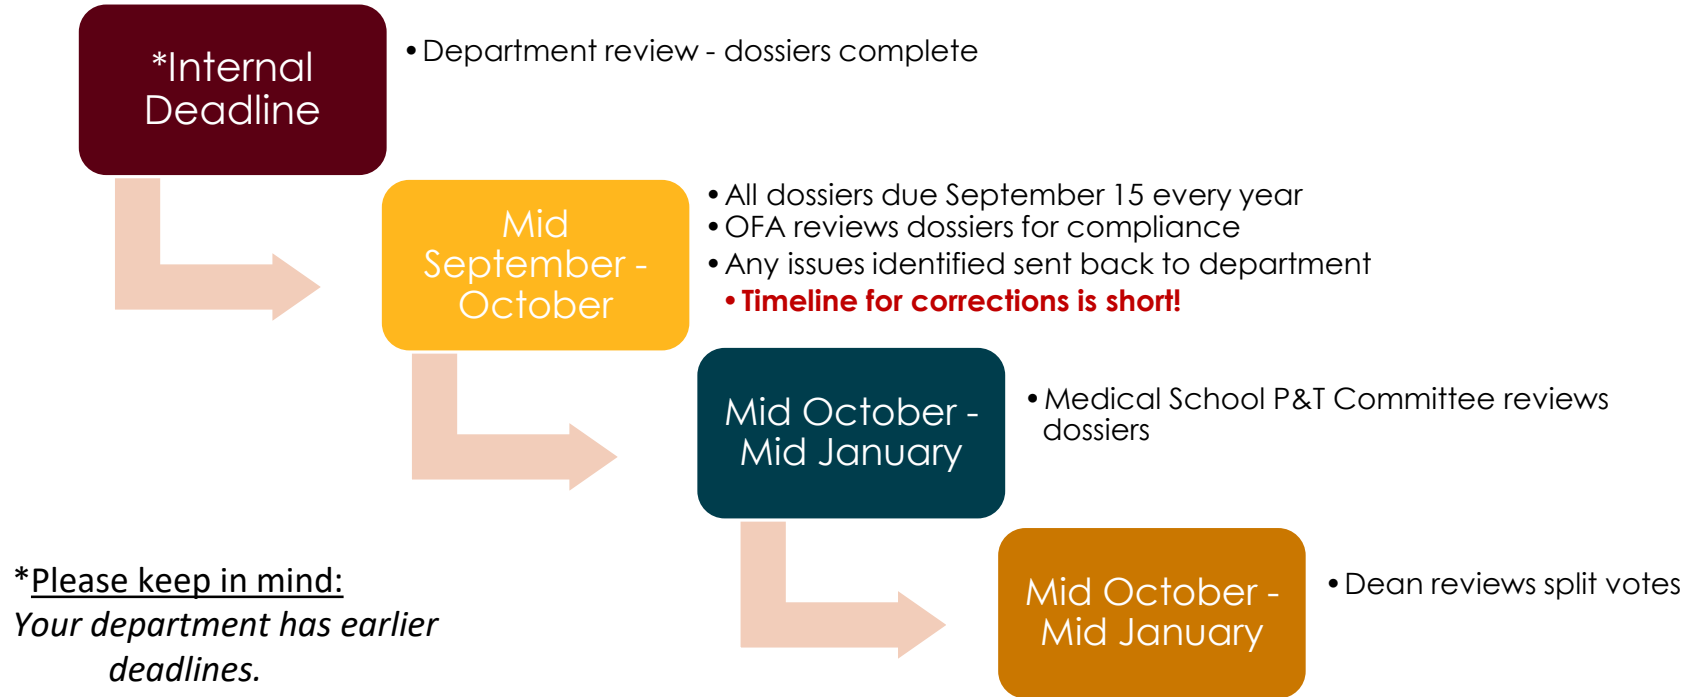 *Internal
Deadline
•Department review - dossiers complete
Mid
September -
October
•All dossiers due September 15 every year
•OFA reviews dossiers for compliance
•Any issues identified sent back to department
•Timeline for corrections is short!
Mid October -
Mid January
•Medical School P&T Committee reviews
dossiers
Mid October -
Mid January
•Dean reviews split votes
*Please keep in mind:
Your department has earlier
deadlines.